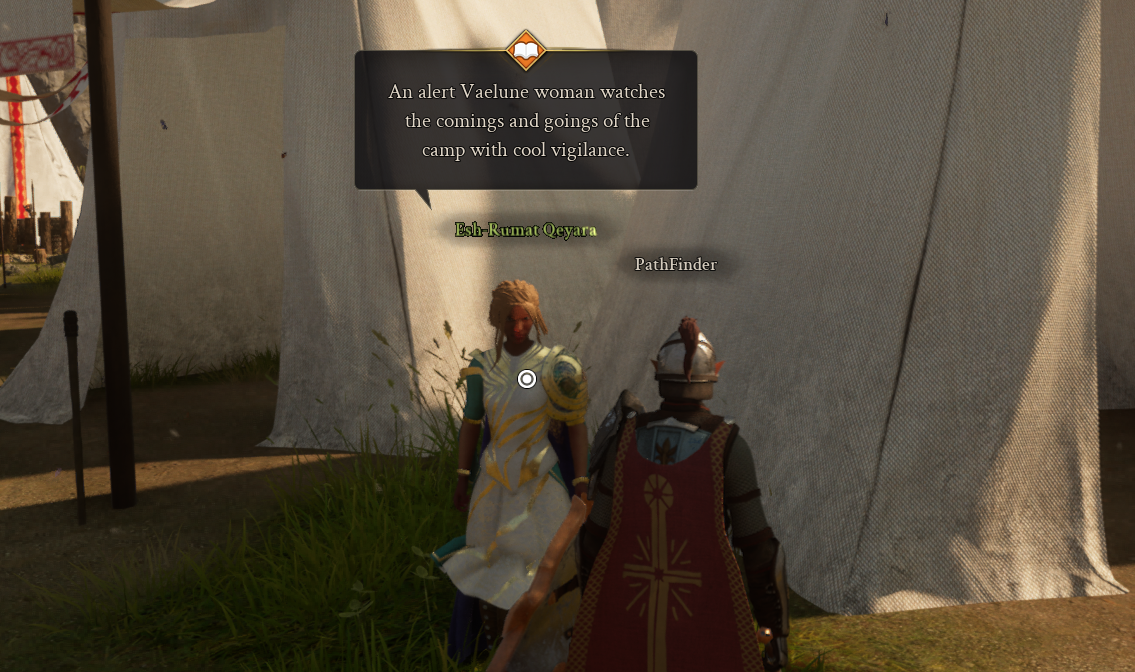 An alert Vaelune woman watches
the comings and goings of the
camp with cool vigilance.
Esh-Rumat Qeyara
PathFinder